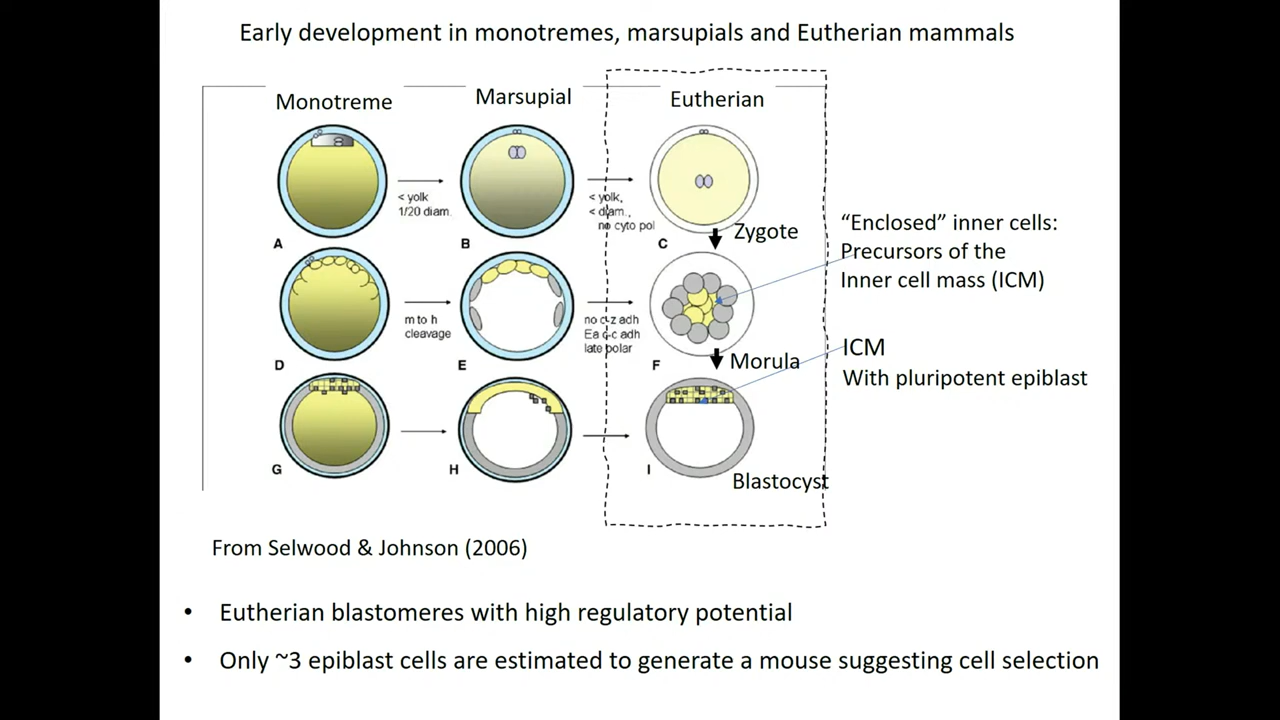 Early development in monotremes, marsupials and Eutherian mammals
Monotreme
Marsupial
Eutherian
< yolk
1/20 diam.
< yolk,
< diam.,
no cyto pol
A
B
C
Zygote
"Enclosed" inner cells:
Precursors of the
Inner cell mass (ICM)
m to h
cleavage
no c-z adh
Ea c-c adh
late polar
D
E
F
Morula
ICM
With pluripotent epiblast
G
H
I
Blastocyst
From Selwood & Johnson (2006)
• Eutherian blastomeres with high regulatory potential
• Only ~3 epiblast cells are estimated to generate a mouse suggesting cell selection